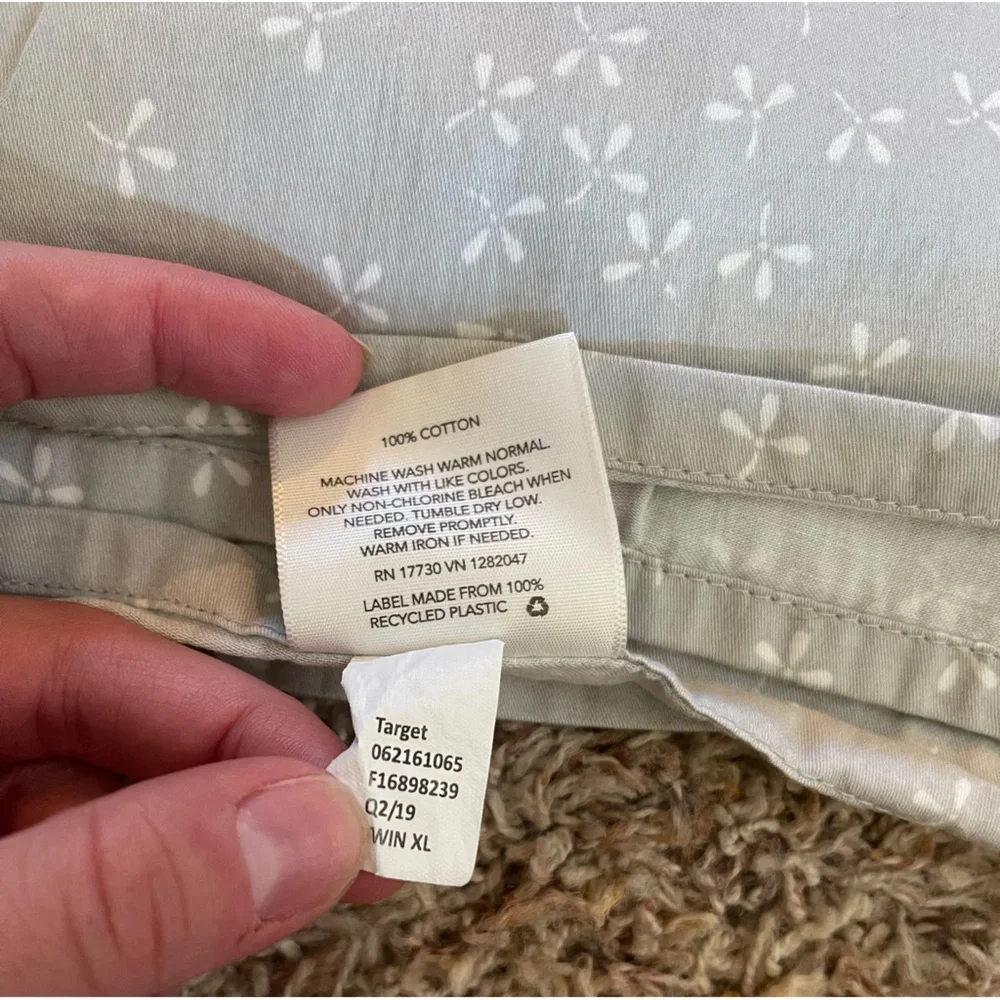 100% COTTON
MACHINE WASH WARM NORMAL.
WASH WITH LIKE COLORS.
ONLY NON-CHLORINE BLEACH WHEN
NEEDED. TUMBLE DRY LOW.
REMOVE PROMPTLY.
WARM IRON IF NEEDED.
RN 17730 VN 1282047
LABEL MADE FROM 100%
RECYCLED PLASTIC
Target
062161065
F16898239
Q2/19
WIN XL